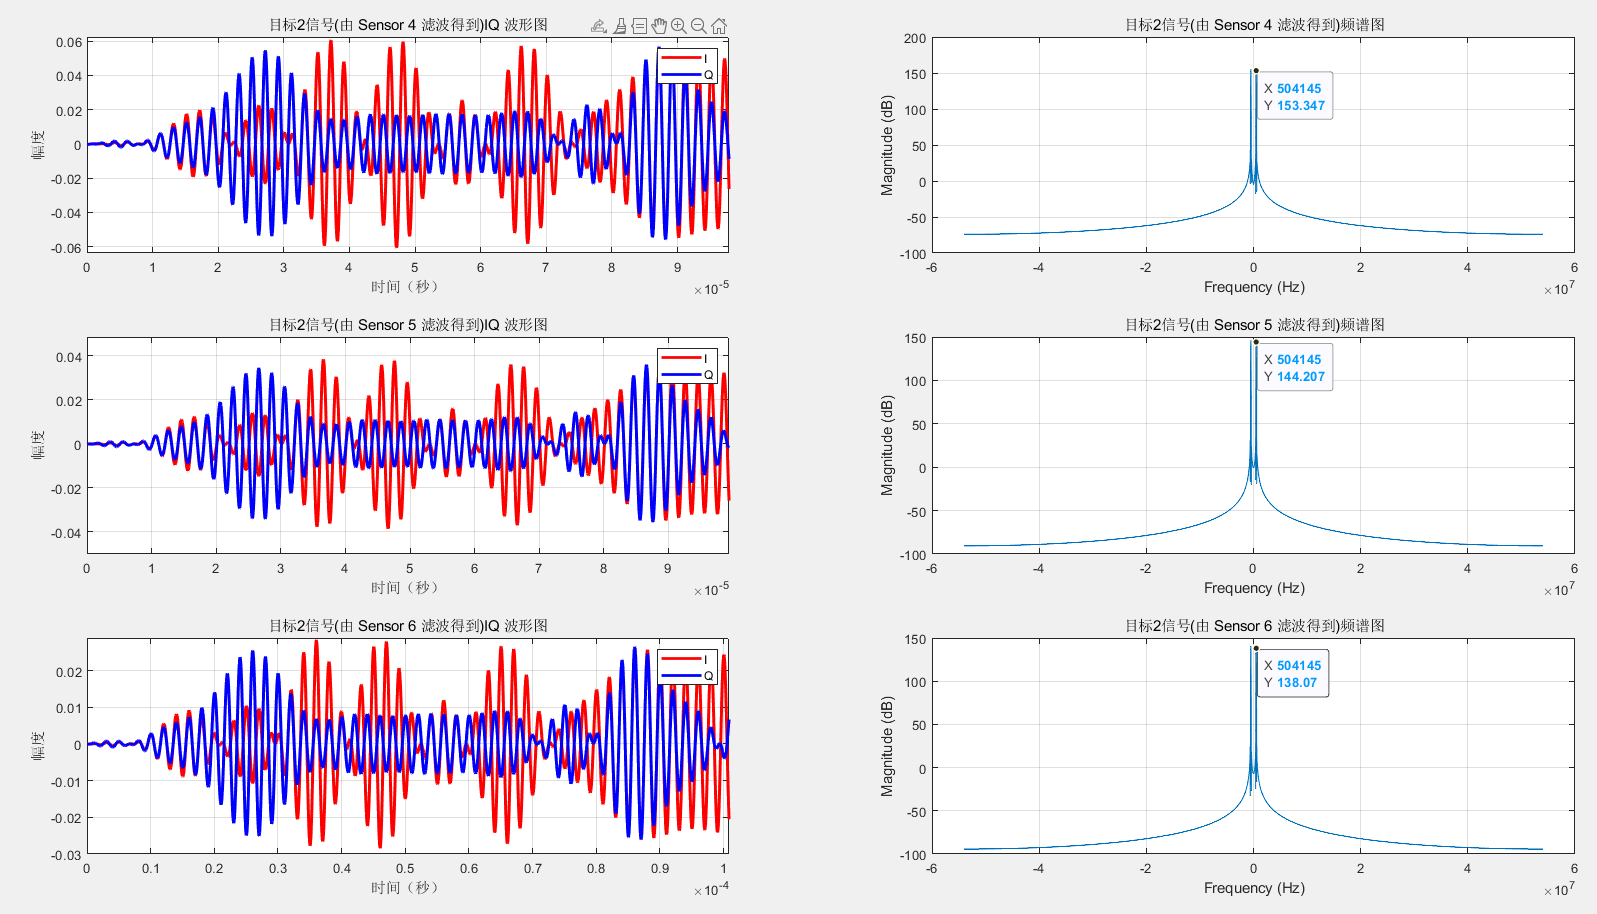 目标2信号(由 Sensor 4 滤波得到)IQ 波形图
0.06
0.04
0.02
0
-0.02
-0.04
-0.06
幅度
I
Q
0 1 2 3 4 5 6 7 8 9
时间（秒）
×10-5
目标2信号(由 Sensor 4 滤波得到)频谱图
200
150
100
50
0
-50
-100
Magnitude (dB)
X 504145
Y 153.347
-6 -4 -2 0 2 4 6
Frequency (Hz)
×107
目标2信号(由 Sensor 5 滤波得到)IQ 波形图
0.04
0.02
0
-0.02
-0.04
幅度
I
Q
0 1 2 3 4 5 6 7 8 9
时间（秒）
×10-5
目标2信号(由 Sensor 5 滤波得到)频谱图
150
100
50
0
-50
-100
Magnitude (dB)
X 504145
Y 144.207
-6 -4 -2 0 2 4 6
Frequency (Hz)
×107
目标2信号(由 Sensor 6 滤波得到)IQ 波形图
0.02
0.01
0
-0.01
-0.02
-0.03
幅度
I
Q
0 0.1 0.2 0.3 0.4 0.5 0.6 0.7 0.8 0.9 1
时间（秒）
×10-4
目标2信号(由 Sensor 6 滤波得到)频谱图
150
100
50
0
-50
-100
Magnitude (dB)
X 504145
Y 138.07
-6 -4 -2 0 2 4 6
Frequency (Hz)
×107